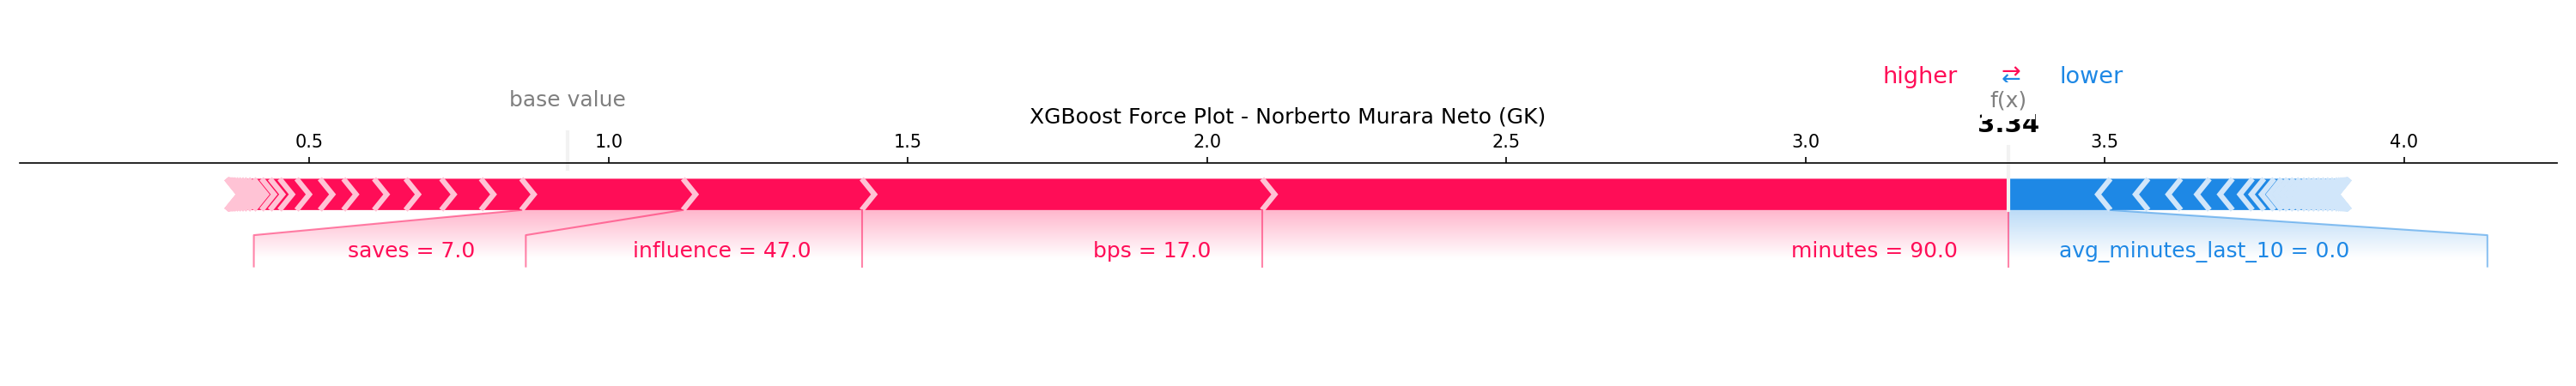 higher ⇄ lower
base value
f(x)
XGBoost Force Plot - Norberto Murara Neto (GK)
3.34
0.5 1.0 1.5 2.0 2.5 3.0 3.5 4.0
saves = 7.0 influence = 47.0 bps = 17.0 minutes = 90.0 avg_minutes_last_10 = 0.0